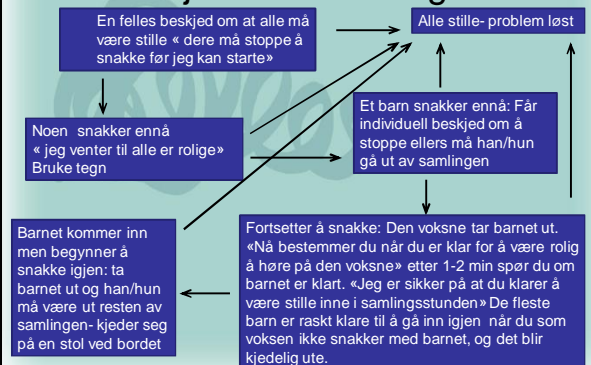 En felles beskjed om at alle må
være stille « dere må stoppe å
snakke før jeg kan starte»
Alle stille- problem løst
Noen snakker ennå
« jeg venter til alle er rolige»
Bruke tegn
Et barn snakker ennå: Får
individuell beskjed om å
stoppe ellers må han/hun
gå ut av samlingen
Fortsetter å snakke: Den voksne tar barnet ut.
«Nå bestemmer du når du er klar for å være rolig
å høre på den voksne» etter 1-2 min spør du om
barnet er klart. «Jeg er sikker på at du klarer å
være stille inne i samlingsstunden» De fleste
barn er raskt klare til å gå inn igjen når du som
voksen ikke snakker med barnet, og det blir
kjedelig ute.
Barnet kommer inn
men begynner å
snakke igjen: ta
barnet ut og han/hun
må være ut resten av
samlingen- kjeder seg
på en stol ved bordet